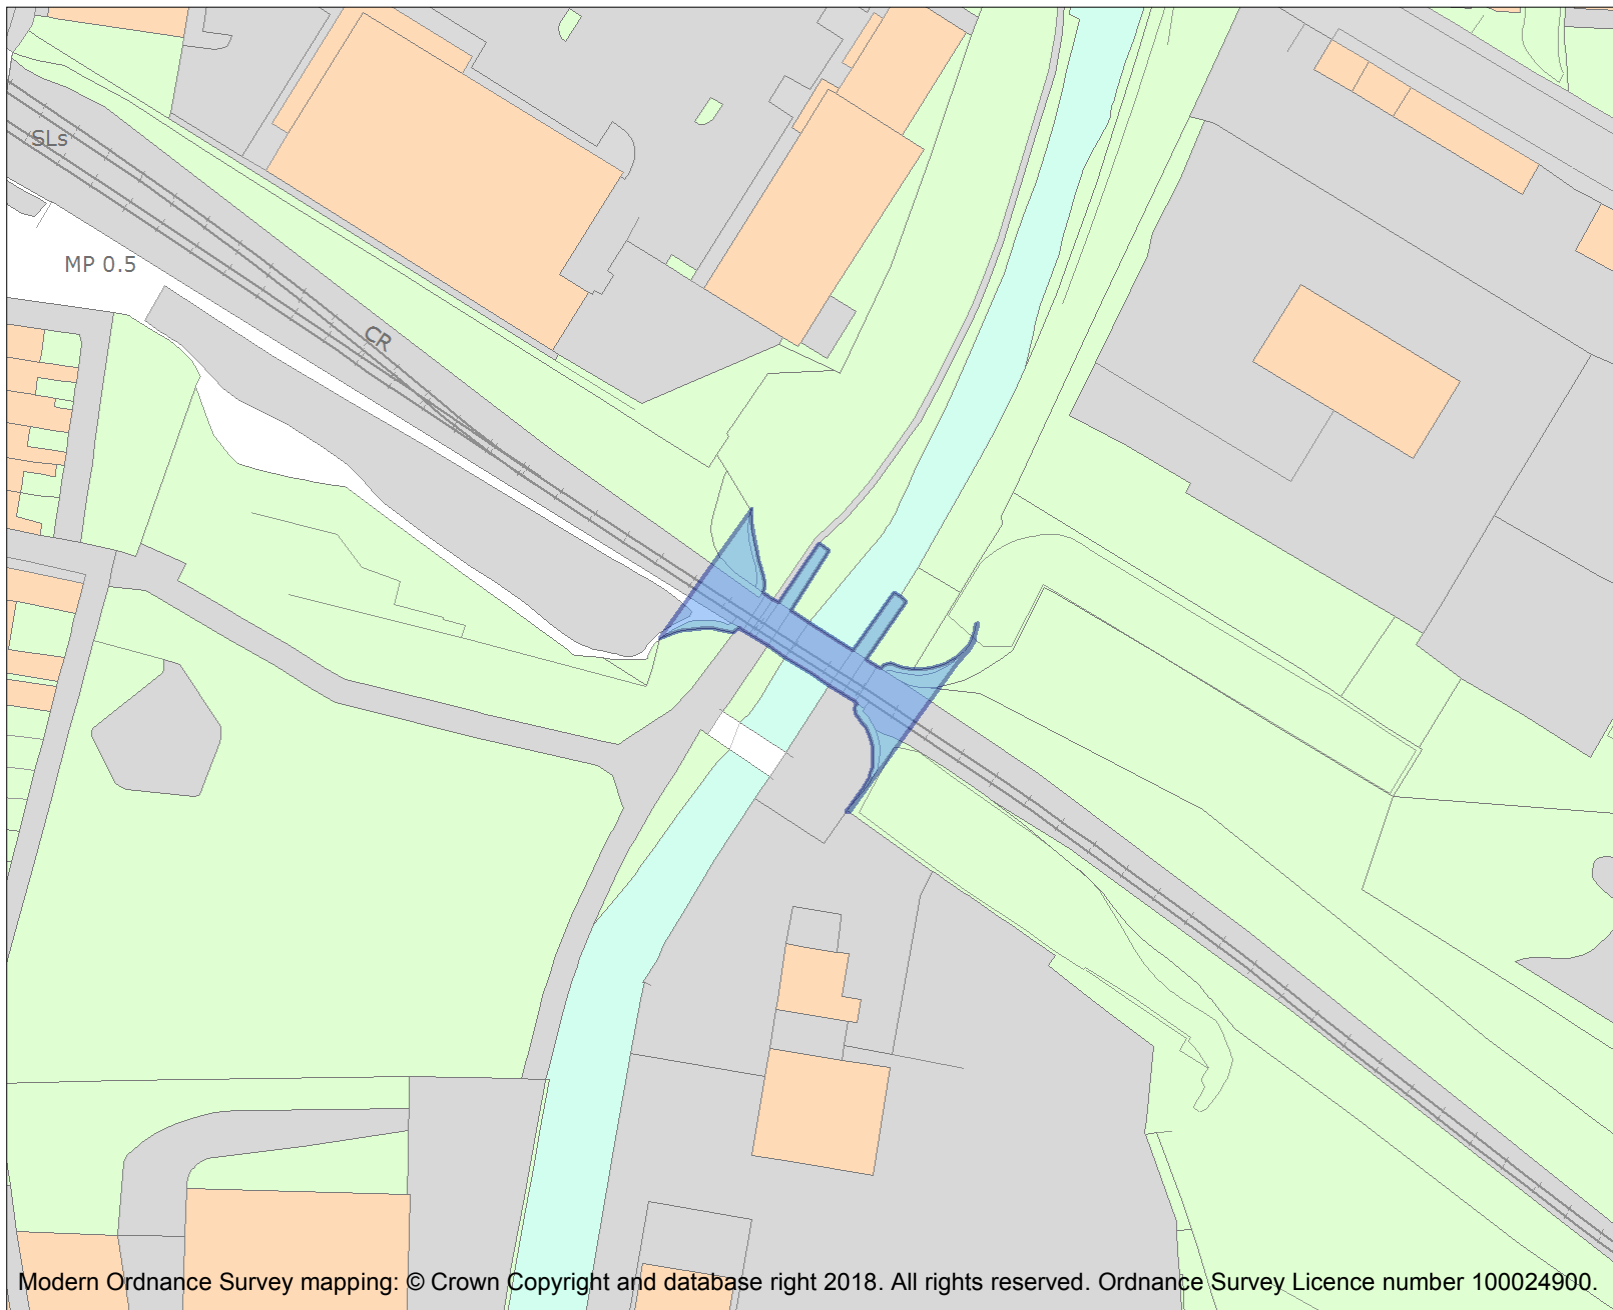 SLs
MP 0.5
CR
Modern Ordnance Survey mapping: © Crown Copyright and database right 2018. All rights reserved. Ordnance Survey Licence number 100024900.